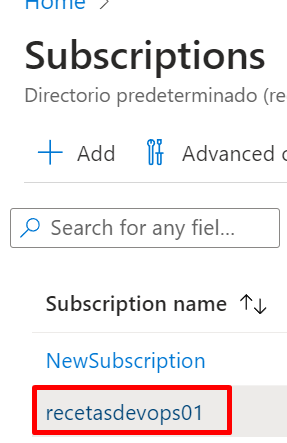 Home >
Subscriptions
Directorio predeterminado (re
Add Advanced
Search for any fiel...
Subscription name
NewSubscription
recetasdevops01